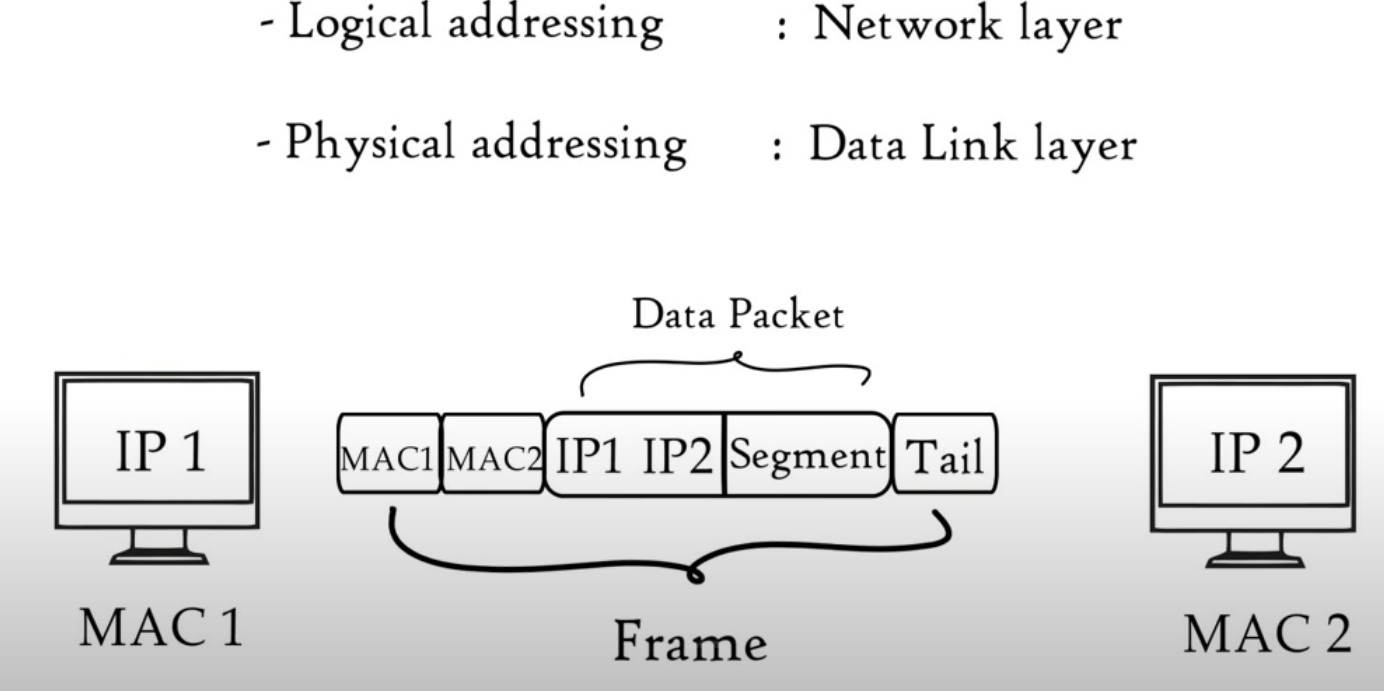 - Logical addressing : Network layer
- Physical addressing : Data Link layer
Data Packet
IP 1
MAC1 MAC2 IP1 IP2 Segment Tail
IP 2
MAC 1
Frame
MAC 2